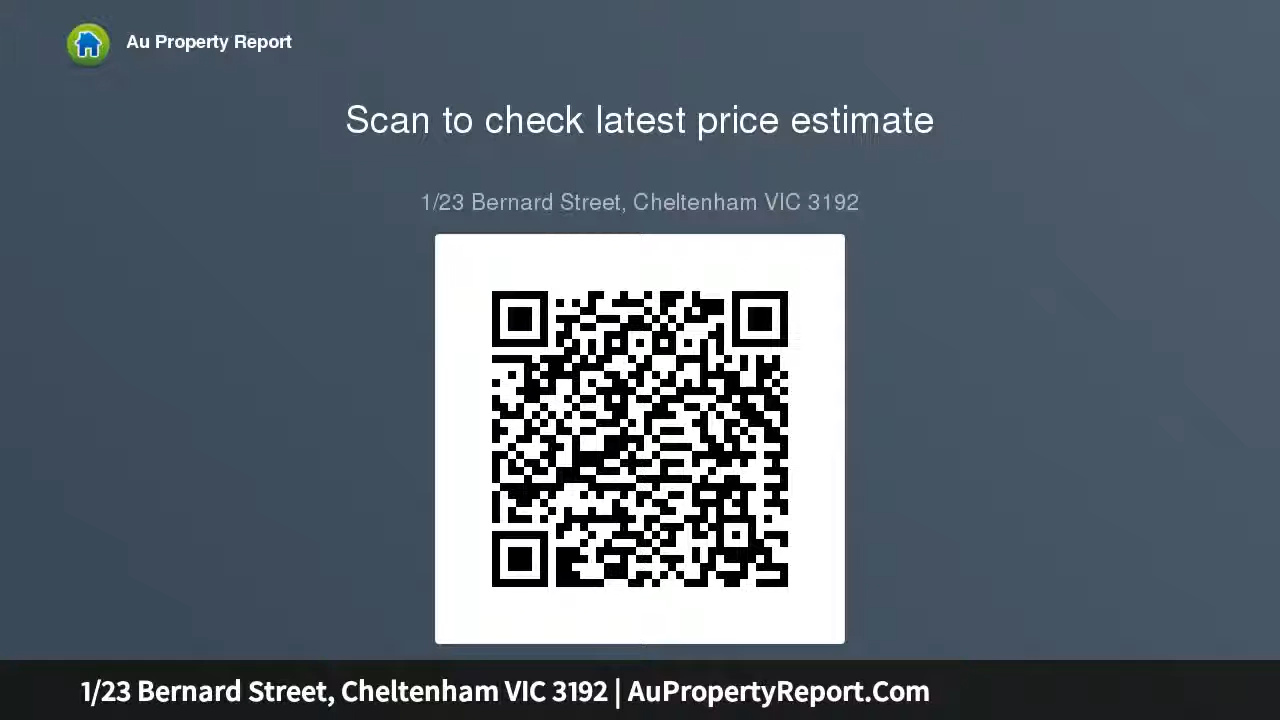 Au Property Report
Scan to check latest price estimate
1/23 Bernard Street, Cheltenham VIC 3192
1/23 Bernard Street, Cheltenham VIC 3192 | AuPropertyReport.Com